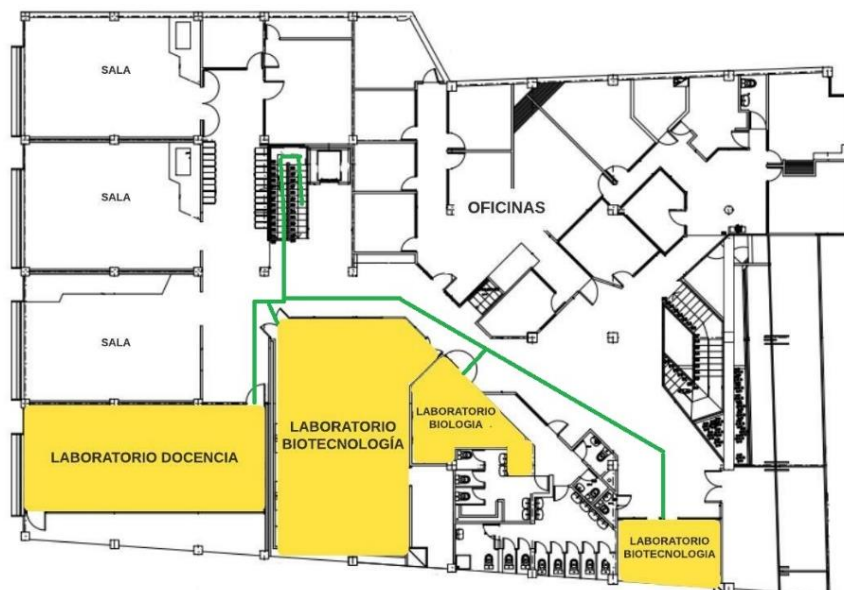 SALA
SALA
OFICINAS
SALA
LABORATORIO DOCENCIA
LABORATORIO
BIOTECNOLOGÍA
LABORATORIO
BIOLOGIA
LABORATORIO
BIOTECNOLOGIA